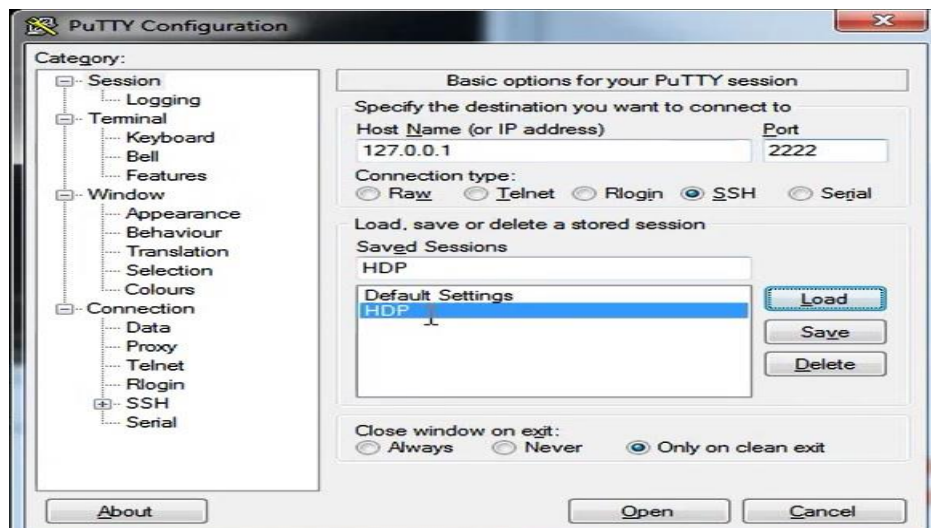 PuTTY Configuration
Category:
Session
Logging
Terminal
Keyboard
Bell
Features
Window
Appearance
Behaviour
Translation
Selection
Colours
Connection
Data
Proxy
Telnet
Rlogin
SSH
Serial
Basic options for your PuTTY session
Specify the destination you want to connect to
Host Name (or IP address) Port
127.0.0.1 2222
Connection type:
Raw Telnet Rlogin SSH Serial
Load, save or delete a stored session
Saved Sessions
HDP
Default Settings
HDP
Load
Save
Delete
Close window on exit:
Always Never Only on clean exit
About Open Cancel